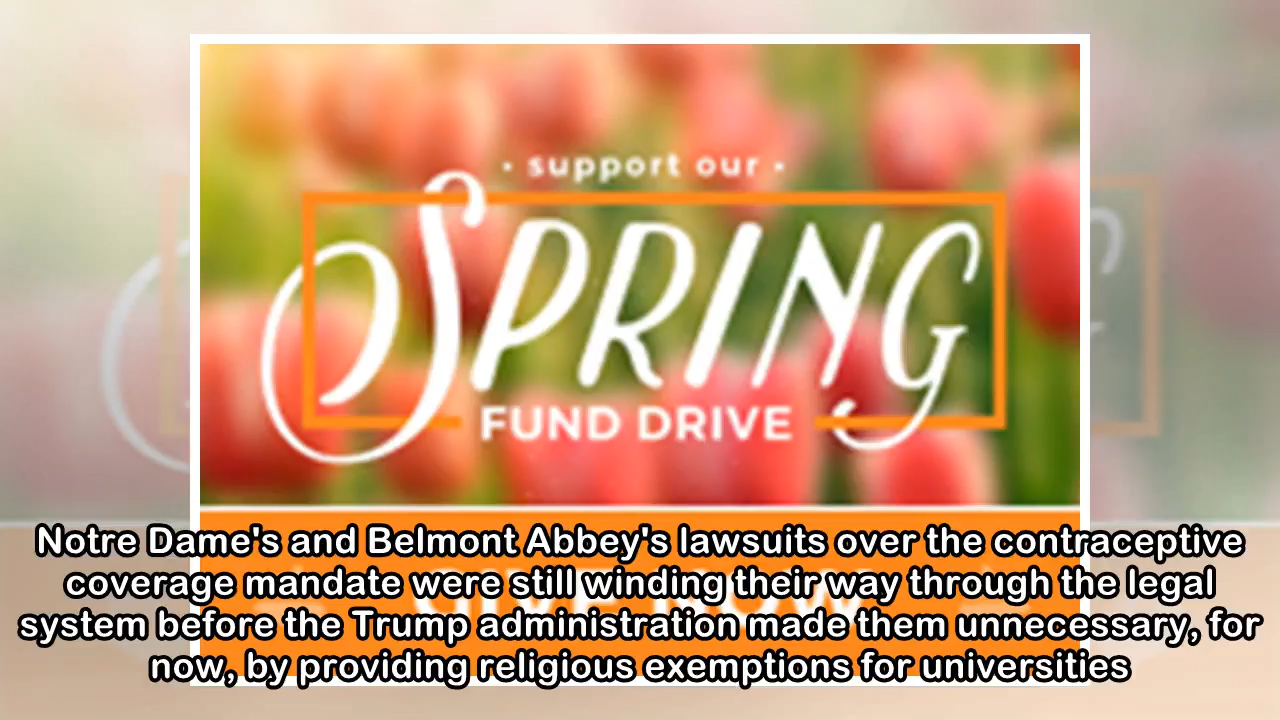 • support our •
SPRING
FUND DRIVE
Notre Dame's and Belmont Abbey's lawsuits over the contraceptive
coverage mandate were still winding their way through the legal
system before the Trump administration made them unnecessary, for
now, by providing religious exemptions for universities